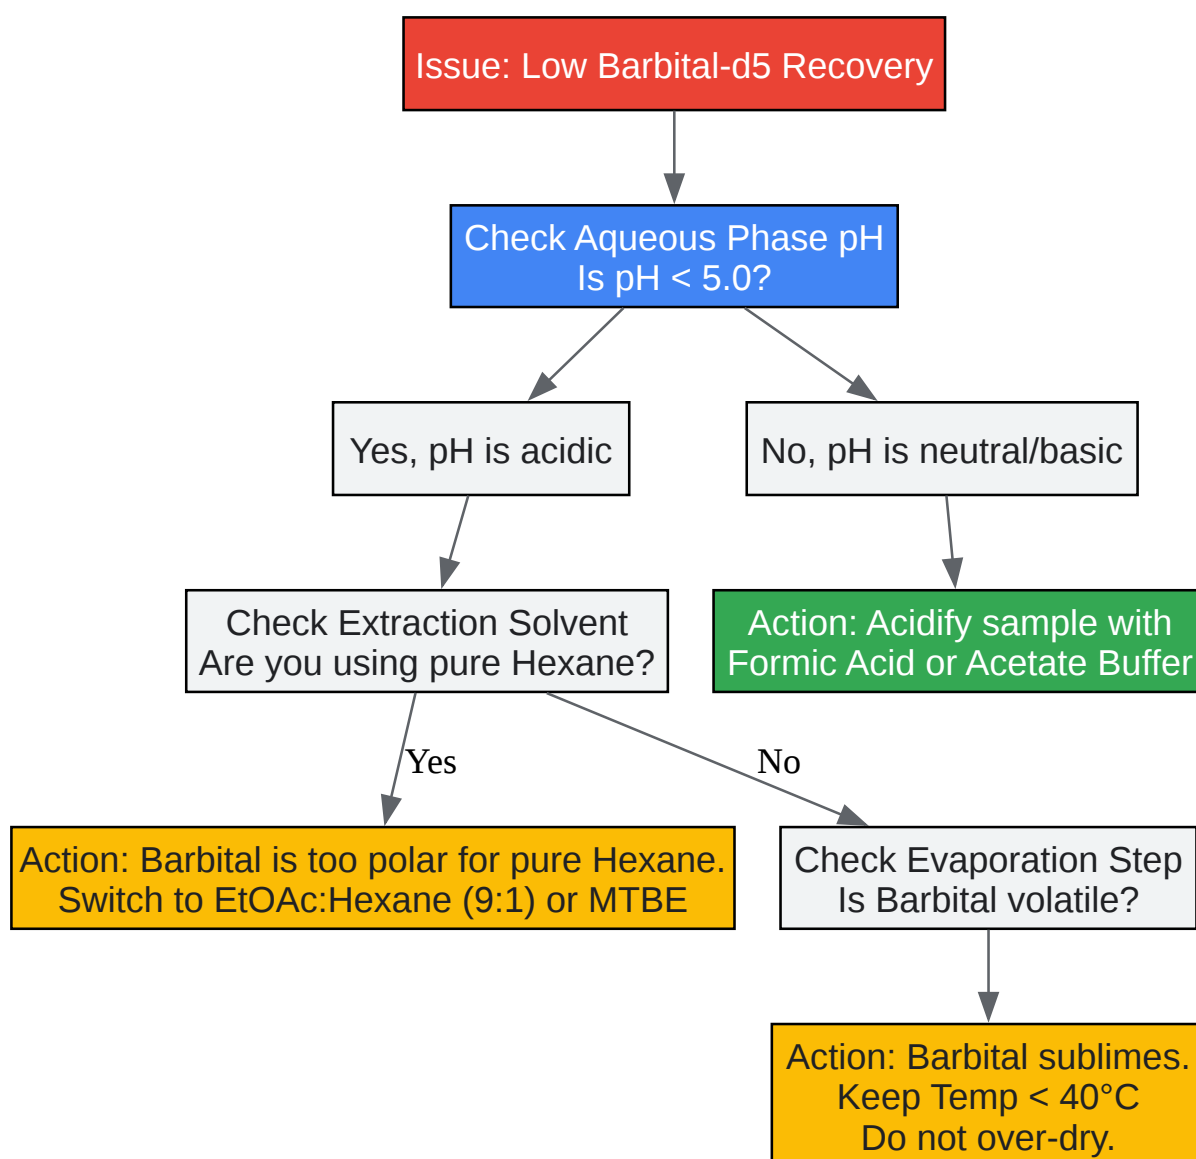 Issue: Low Barbital-d5 Recovery
Check Aqueous Phase pH
Is pH < 5.0?
Yes, pH is acidic
No, pH is neutral/basic
Check Extraction Solvent
Are you using pure Hexane?
Action: Acidify sample with
Formic Acid or Acetate Buffer
Yes
No
Action: Barbital is too polar for pure Hexane.
Switch to EtOAc:Hexane (9:1) or MTBE
Check Evaporation Step
Is Barbital volatile?
Action: Barbital sublimes.
Keep Temp < 40°C
Do not over-dry.